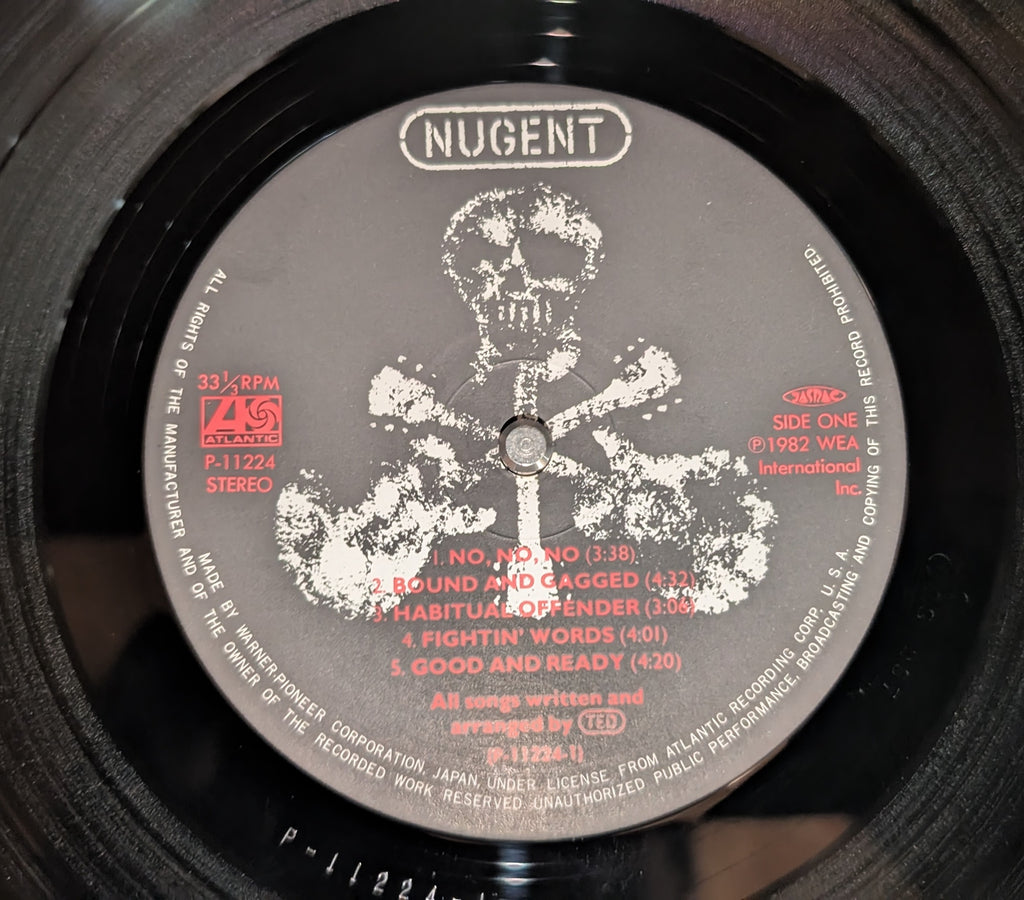 NUGENT
33⅓ RPM
ATLANTIC
P-11224
STEREO
JASRAC
SIDE ONE
Ⓟ1982 WEA
International
Inc.
1. NO, NO, NO (3:38)
2. BOUND AND GAGGED (4:32)
3. HABITUAL OFFENDER (3:06)
4. FIGHTIN' WORDS (4:01)
5. GOOD AND READY (4:20)
All songs written and
arranged by TED
(P-11224-1)
ALL RIGHTS OF THE MANUFACTURER AND OF THE OWNER OF THE RECORDED WORK RESERVED. UNAUTHORIZED PUBLIC PERFORMANCE, BROADCASTING AND COPYING OF THIS RECORD PROHIBITED.
MADE BY WARNER-PIONEER CORPORATION, JAPAN, UNDER LICENSE FROM ATLANTIC RECORDING CORP., U. S. A.
P-11224-1